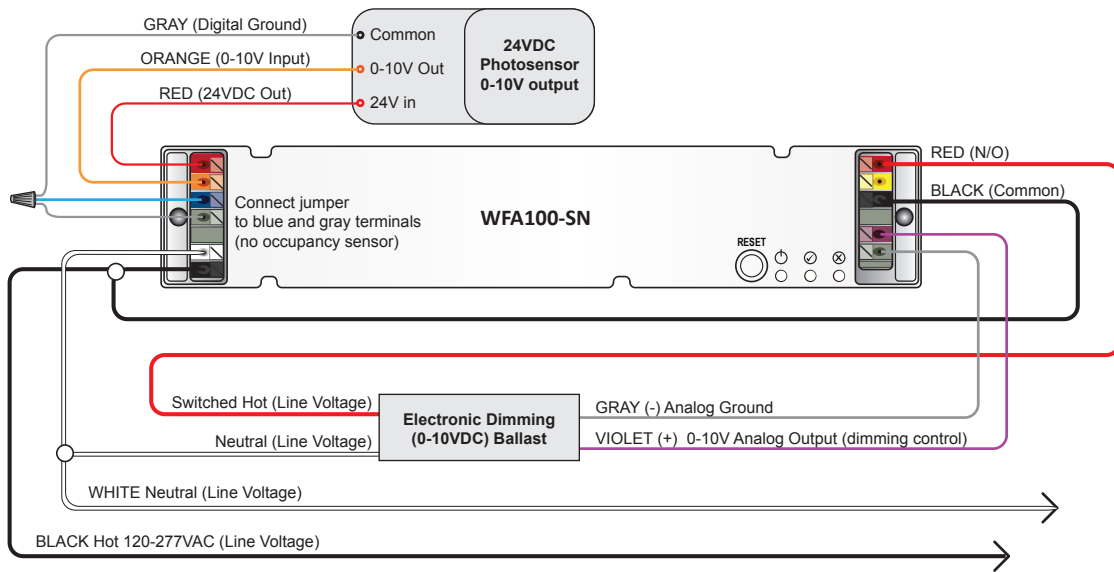 GRAY (Digital Ground)
Common
24VDC
Photosensor
0-10V output
ORANGE (0-10V Input)
0-10V Out
RED (24VDC Out)
24V in
RED (N/O)
BLACK (Common)
Connect jumper
to blue and gray terminals
(no occupancy sensor)
WFA100-SN
RESET
Switched Hot (Line Voltage)
Electronic Dimming
(0-10VDC) Ballast
GRAY (-) Analog Ground
Neutral (Line Voltage)
VIOLET (+) 0-10V Analog Output (dimming control)
WHITE Neutral (Line Voltage)
BLACK Hot 120-277VAC (Line Voltage)